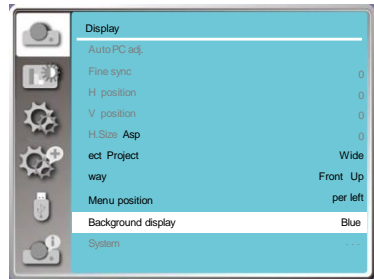 Display
Auto PC adj.
Fine sync 0
H position 0
V position 0
H.Size Asp 0
ect Project Wide
way Front Up
Menu position per left
Background display Blue
System ...